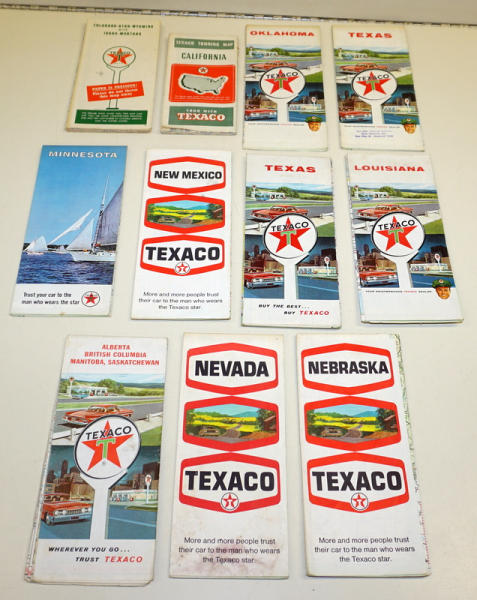 COLORADO-UTAH-WYOMING
IDAHO-MONTANA
TEXACO
T
TEXACO TOURING MAP
CALIFORNIA
TOUR WITH
TEXACO
OKLAHOMA
TEXACO
T
TEXAS
TEXACO
T
MINNESOTA
Trust your car to the
man who wears the star
T
NEW MEXICO
TEXACO
T
More and more people trust
their car to the man who wears
the Texaco star.
TEXAS
TEXACO
T
BUY THE BEST...
BUY TEXACO
LOUISIANA
TEXACO
T
YOUR NEIGHBORHOOD TEXACO DEALER
ALBERTA
BRITISH COLUMBIA
MANITOBA, SASKATCHEWAN
TEXACO
T
WHEREVER YOU GO...
TRUST TEXACO
NEVADA
TEXACO
T
More and more people trust
their car to the man who wears
the Texaco star.
NEBRASKA
TEXACO
T
More and more people trust
their car to the man who wears
the Texaco star.